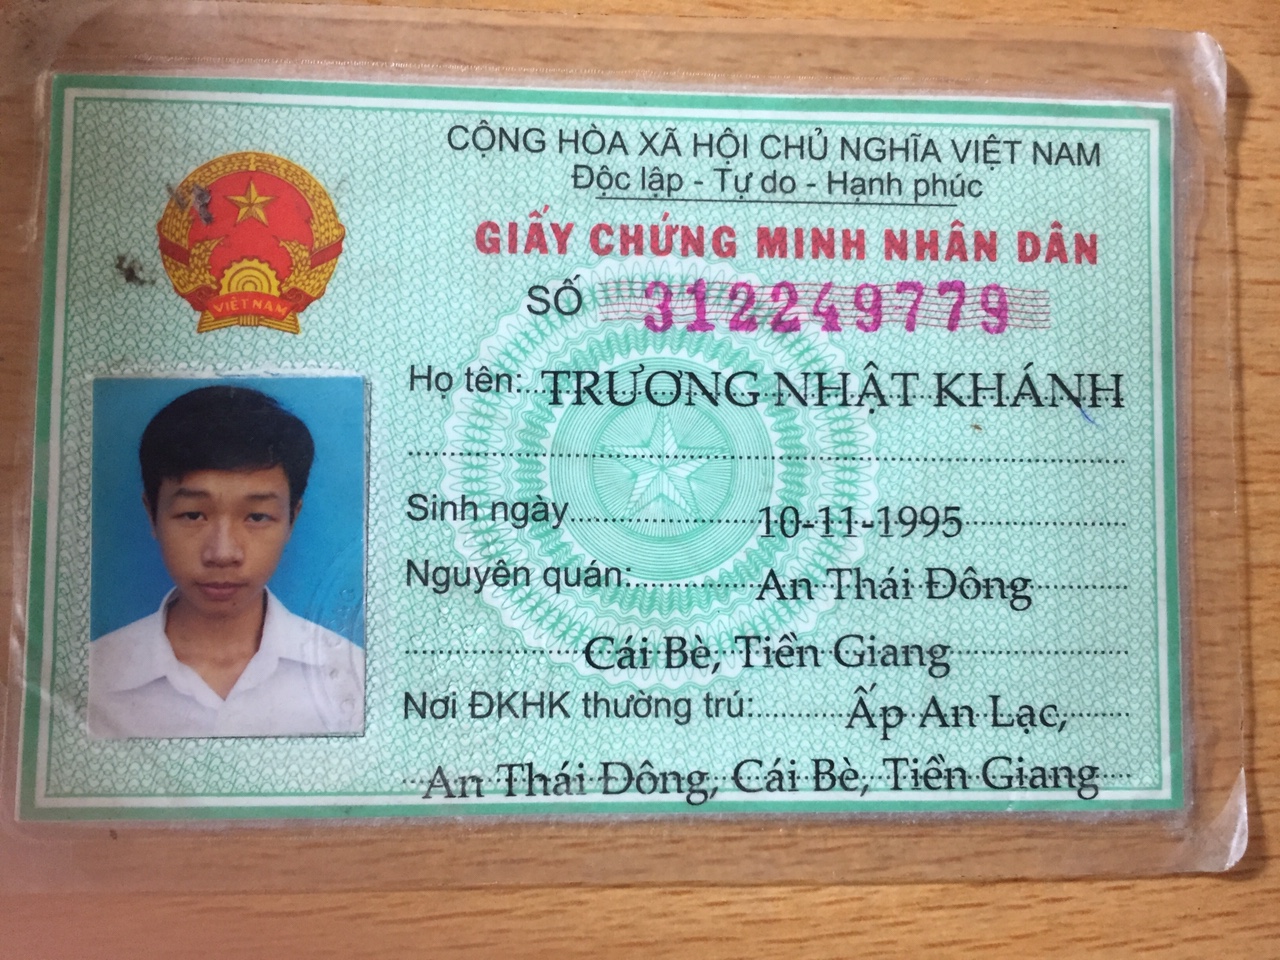 CỘNG HÒA XÃ HỘI CHỦ NGHĨA VIỆT NAM
Độc lập - Tự do - Hạnh phúc
GIẤY CHỨNG MINH NHÂN DÂN
SỐ 312249779
VIỆT NAM
Họ tên: TRƯƠNG NHẬT KHÁNH
Sinh ngày 10-11-1995
Nguyên quán: An Thái Đông
Cái Bè, Tiền Giang
Nơi ĐKHK thường trú: Ấp An Lạc,
An Thái Đông, Cái Bè, Tiền Giang